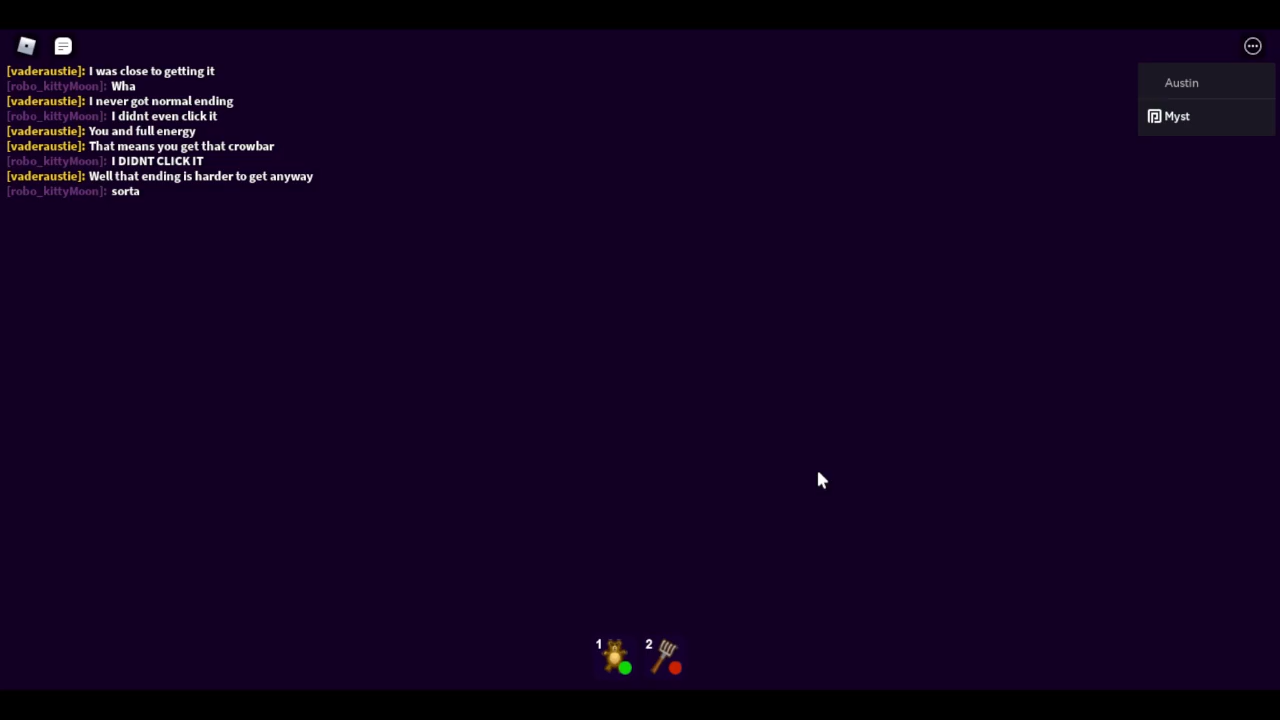 [vaderaustie]: I was close to getting it
[robo_kittyMoon]: Wha
[vaderaustie]: I never got normal ending
[robo_kittyMoon]: I didnt even click it
[vaderaustie]: You and full energy
[vaderaustie]: That means you get that crowbar
[robo_kittyMoon]: I DIDNT CLICK IT
[vaderaustie]: Well that ending is harder to get anyway
[robo_kittyMoon]: sorta
Austin
Myst
1 2